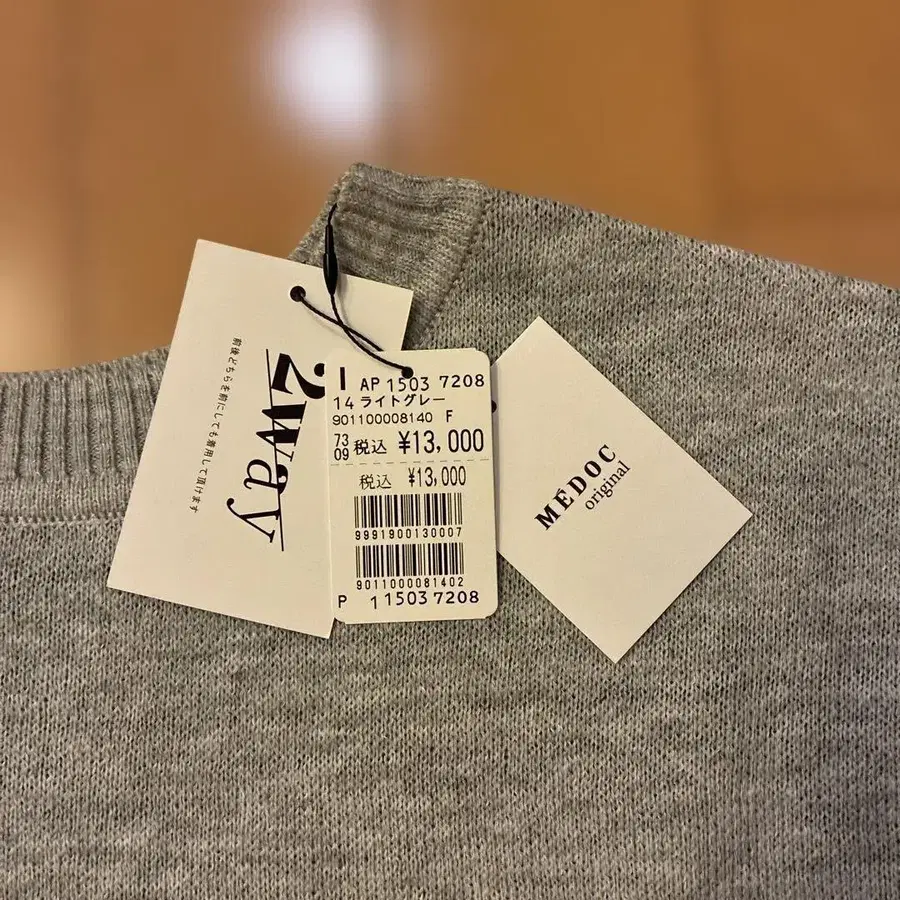 2way
前後どちらを前にしても着用して頂けます
I AP 1503 7208
14 ライトグレー
901100008140 F
73
09 税込 ¥13,000
税込 ¥13,000
9991900130007
9011000081402
P 1 1503 7208
MEDOC
original